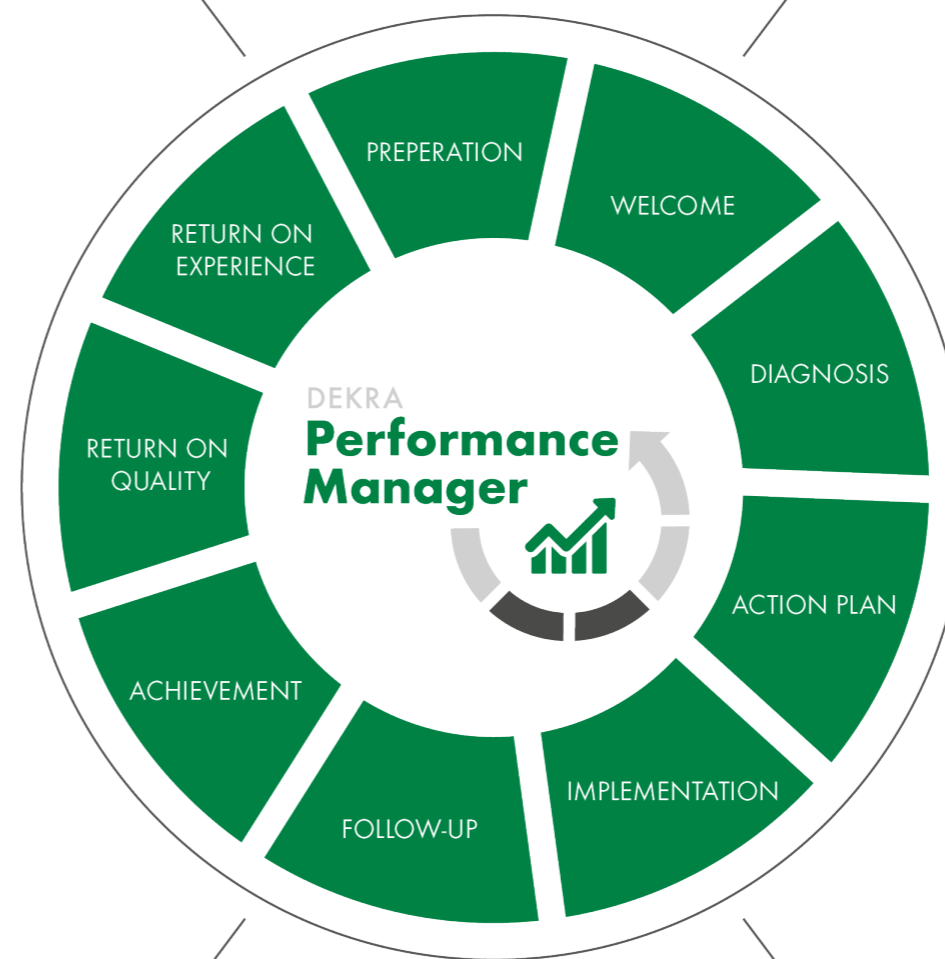 PREPERATION
WELCOME
DIAGNOSIS
ACTION PLAN
IMPLEMENTATION
FOLLOW-UP
ACHIEVEMENT
RETURN ON
QUALITY
RETURN ON
EXPERIENCE
DEKRA
Performance
Manager